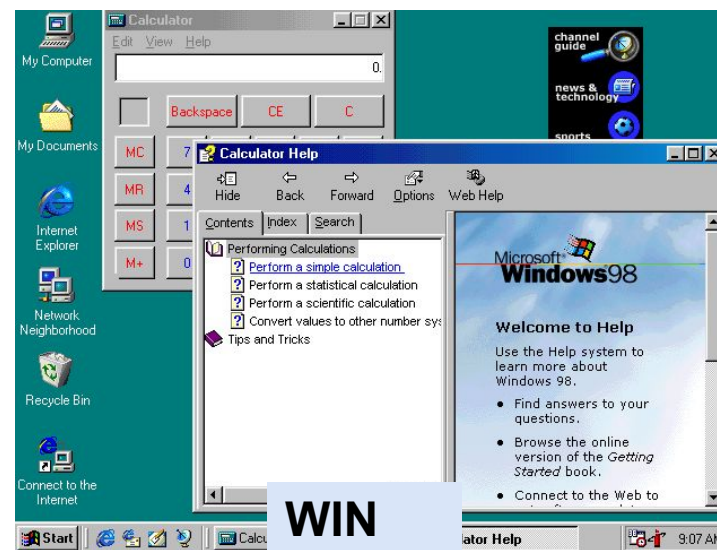 My Computer
My Documents
Internet
Explorer
Network
Neighborhood
Recycle Bin
Connect to the
Internet
Calculator
Edit View Help
0.
Backspace CE C
MC 7
MR 4
MS 1
M+ 0
channel
guide
news &
technology
sports
Calculator Help
Hide Back Forward Options Web Help
Contents Index Search
Performing Calculations
Perform a simple calculation
Perform a statistical calculation
Perform a scientific calculation
Convert values to other number sys
Tips and Tricks
Microsoft
Windows98
Welcome to Help
Use the Help system to
learn more about
Windows 98.
• Find answers to your
questions.
• Browse the online
version of the Getting
Started book.
• Connect to the Web to
WIN
Start Calcu ator Help 9:07 AM